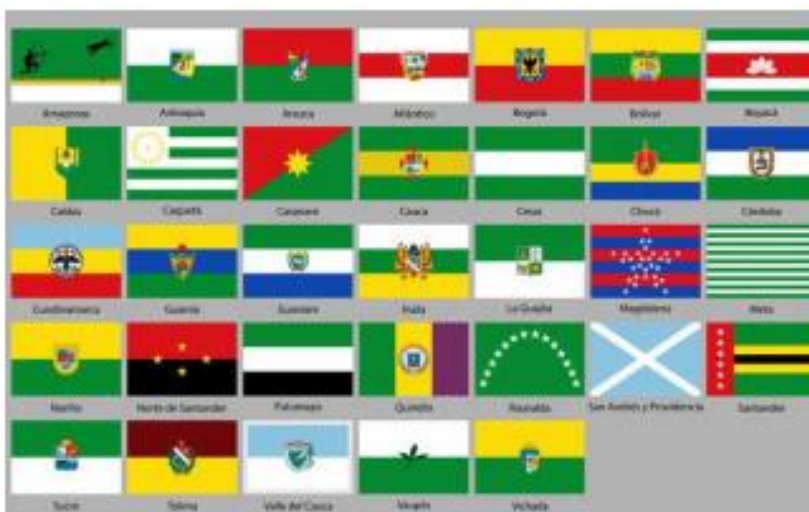 Amazonas
Antioquia
Arauca
Atlántico
Bogotá
Bolívar
Boyacá
Caldas
Caquetá
Casanare
Cauca
Cesar
Chocó
Córdoba
Cundinamarca
Guainía
Guaviare
Huila
La Guajira
Magdalena
Meta
Nariño
Norte de Santander
Putumayo
Quindío
Risaralda
San Andrés y Providencia
Santander
Sucre
Tolima
Valle del Cauca
Vaupés
Vichada